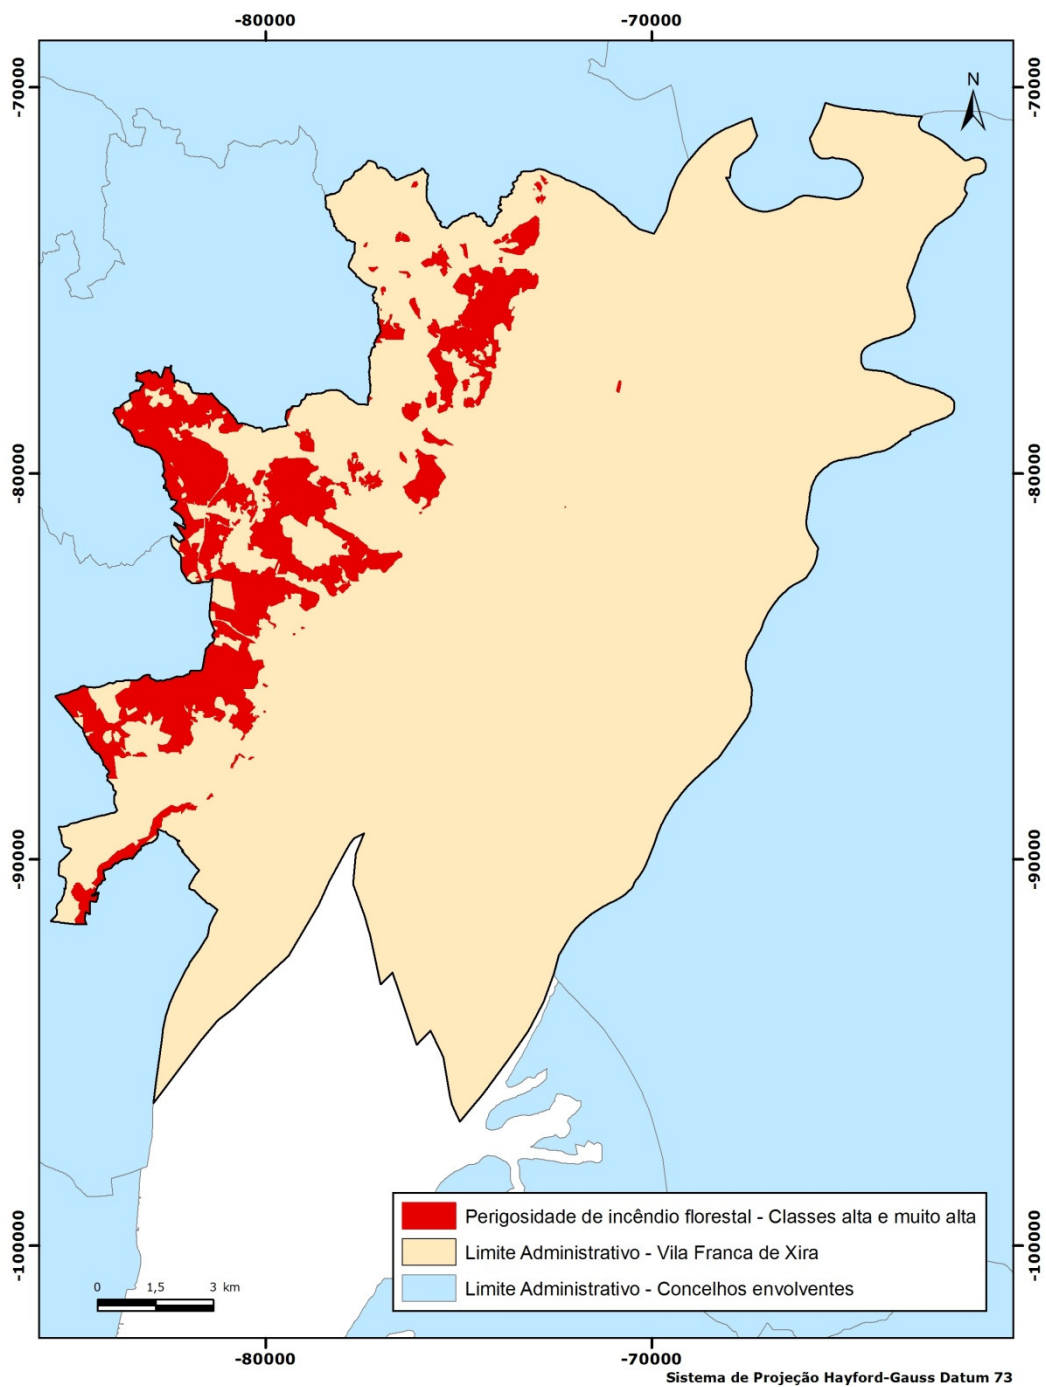 -80000 -70000
-70000 -70000
N
-80000 -80000
-90000 -90000
-100000 -100000
Perigosidade de incêndio florestal - Classes alta e muito alta
Limite Administrativo - Vila Franca de Xira
Limite Administrativo - Concelhos envolventes
0 1,5 3 km
-80000 -70000
Sistema de Projeção Hayford-Gauss Datum 73